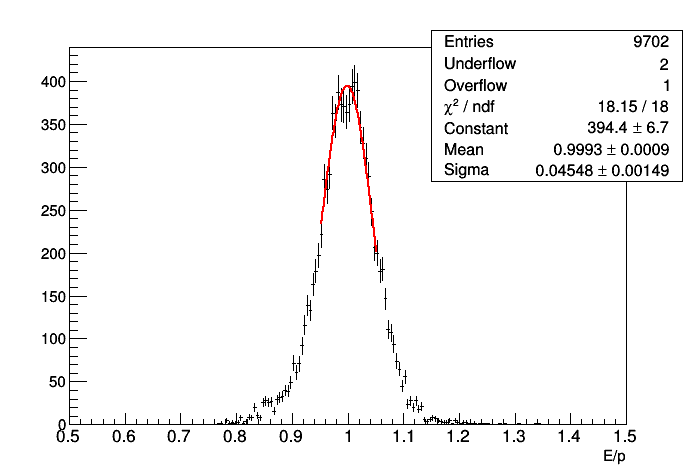 Entries 9702
Underflow 2
Overflow 1
χ² / ndf 18.15 / 18
Constant 394.4 ± 6.7
Mean 0.9993 ± 0.0009
Sigma 0.04548 ± 0.00149
400
350
300
250
200
150
100
50
0
0.5 0.6 0.7 0.8 0.9 1 1.1 1.2 1.3 1.4 1.5
E/p